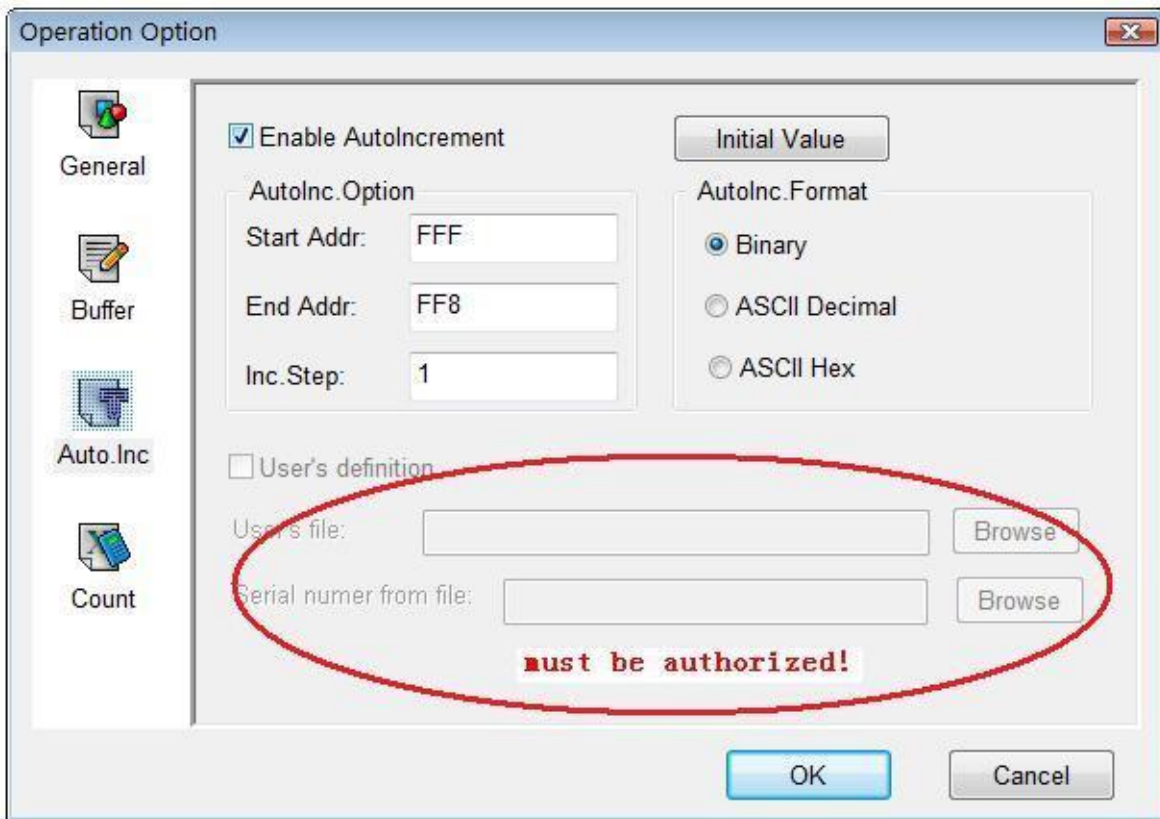 Operation Option
General
Buffer
Auto.Inc
Count
Enable AutoIncrement
Initial Value
AutoInc.Option
Start Addr: FFF
End Addr: FF8
Inc.Step: 1
AutoInc.Format
Binary
ASCII Decimal
ASCII Hex
User's definition
User's file:
Browse
Serial numer from file:
Browse
must be authorized!
OK
Cancel